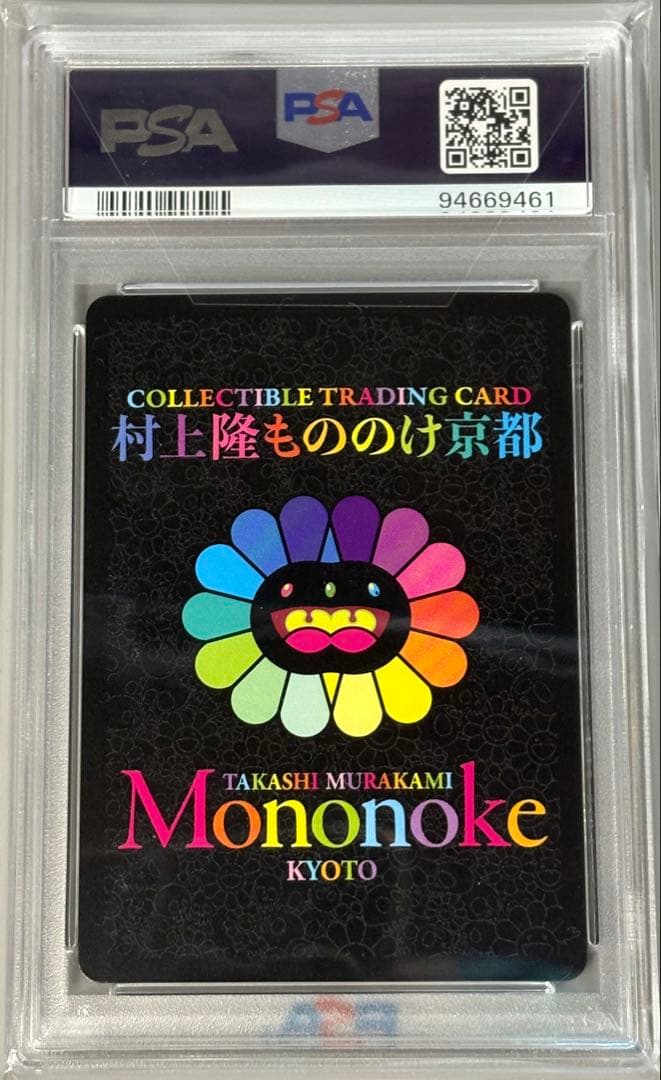 PSA
PSA
94669461
COLLECTIBLE TRADING CARD
村上隆もののけ京都
TAKASHI MURAKAMI
Mononoke
KYOTO
PSA